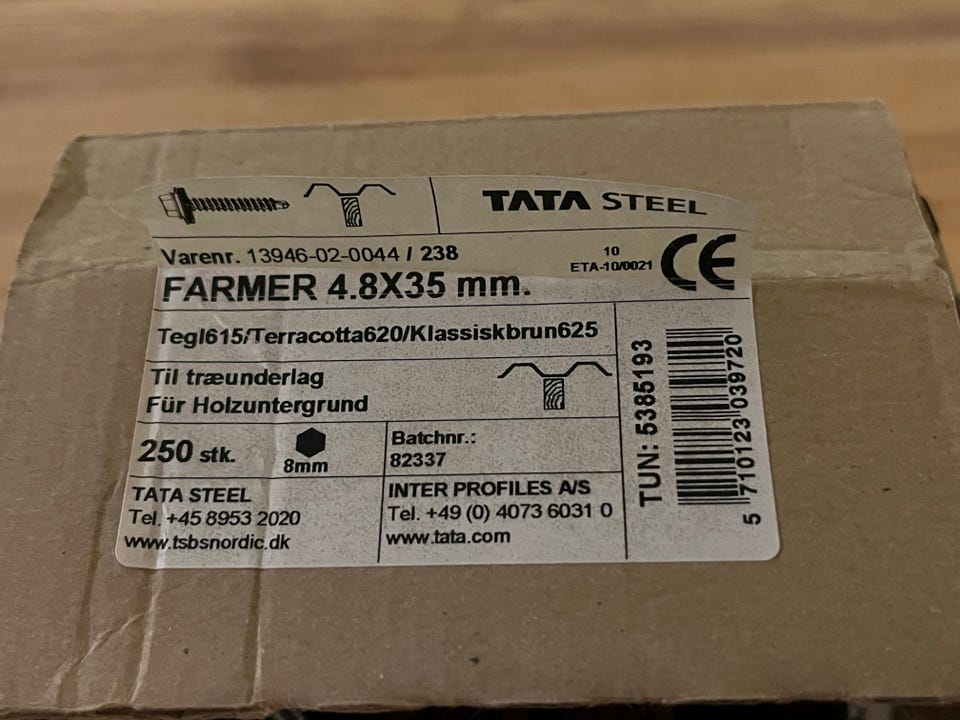 TATA STEEL
Varenr. 13946-02-0044 / 238
10
ETA-10/0021
CE
FARMER 4.8X35 mm.
Tegl615/Terracotta620/Klassiskbrun625
Til træunderlag
Für Holzuntergrund
250 stk.
8mm
Batchnr.:
82337
TATA STEEL
Tel. +45 8953 2020
www.tsbsnordic.dk
INTER PROFILES A/S
Tel. +49 (0) 4073 6031 0
www.tata.com
TUN: 5385193
5 710123 039720